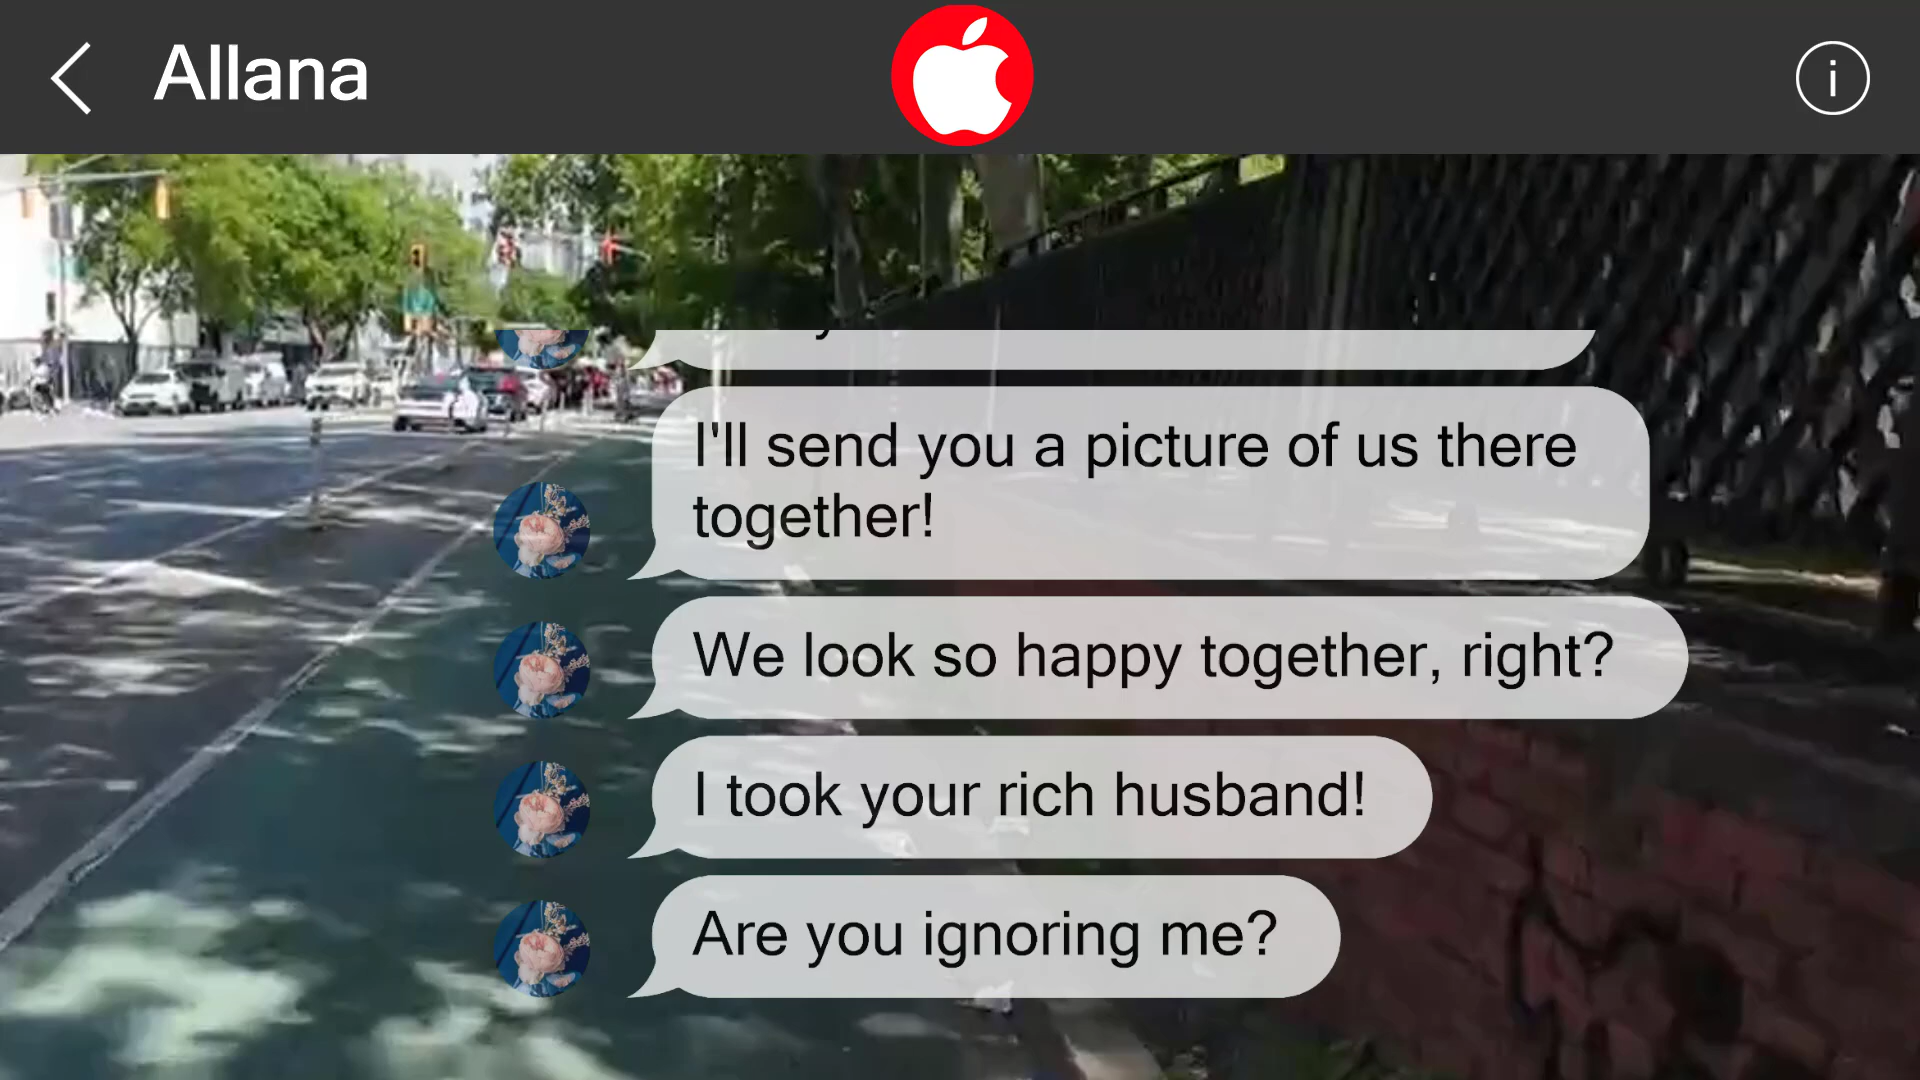 Allana
I'll send you a picture of us there
together!
We look so happy together, right?
I took your rich husband!
Are you ignoring me?